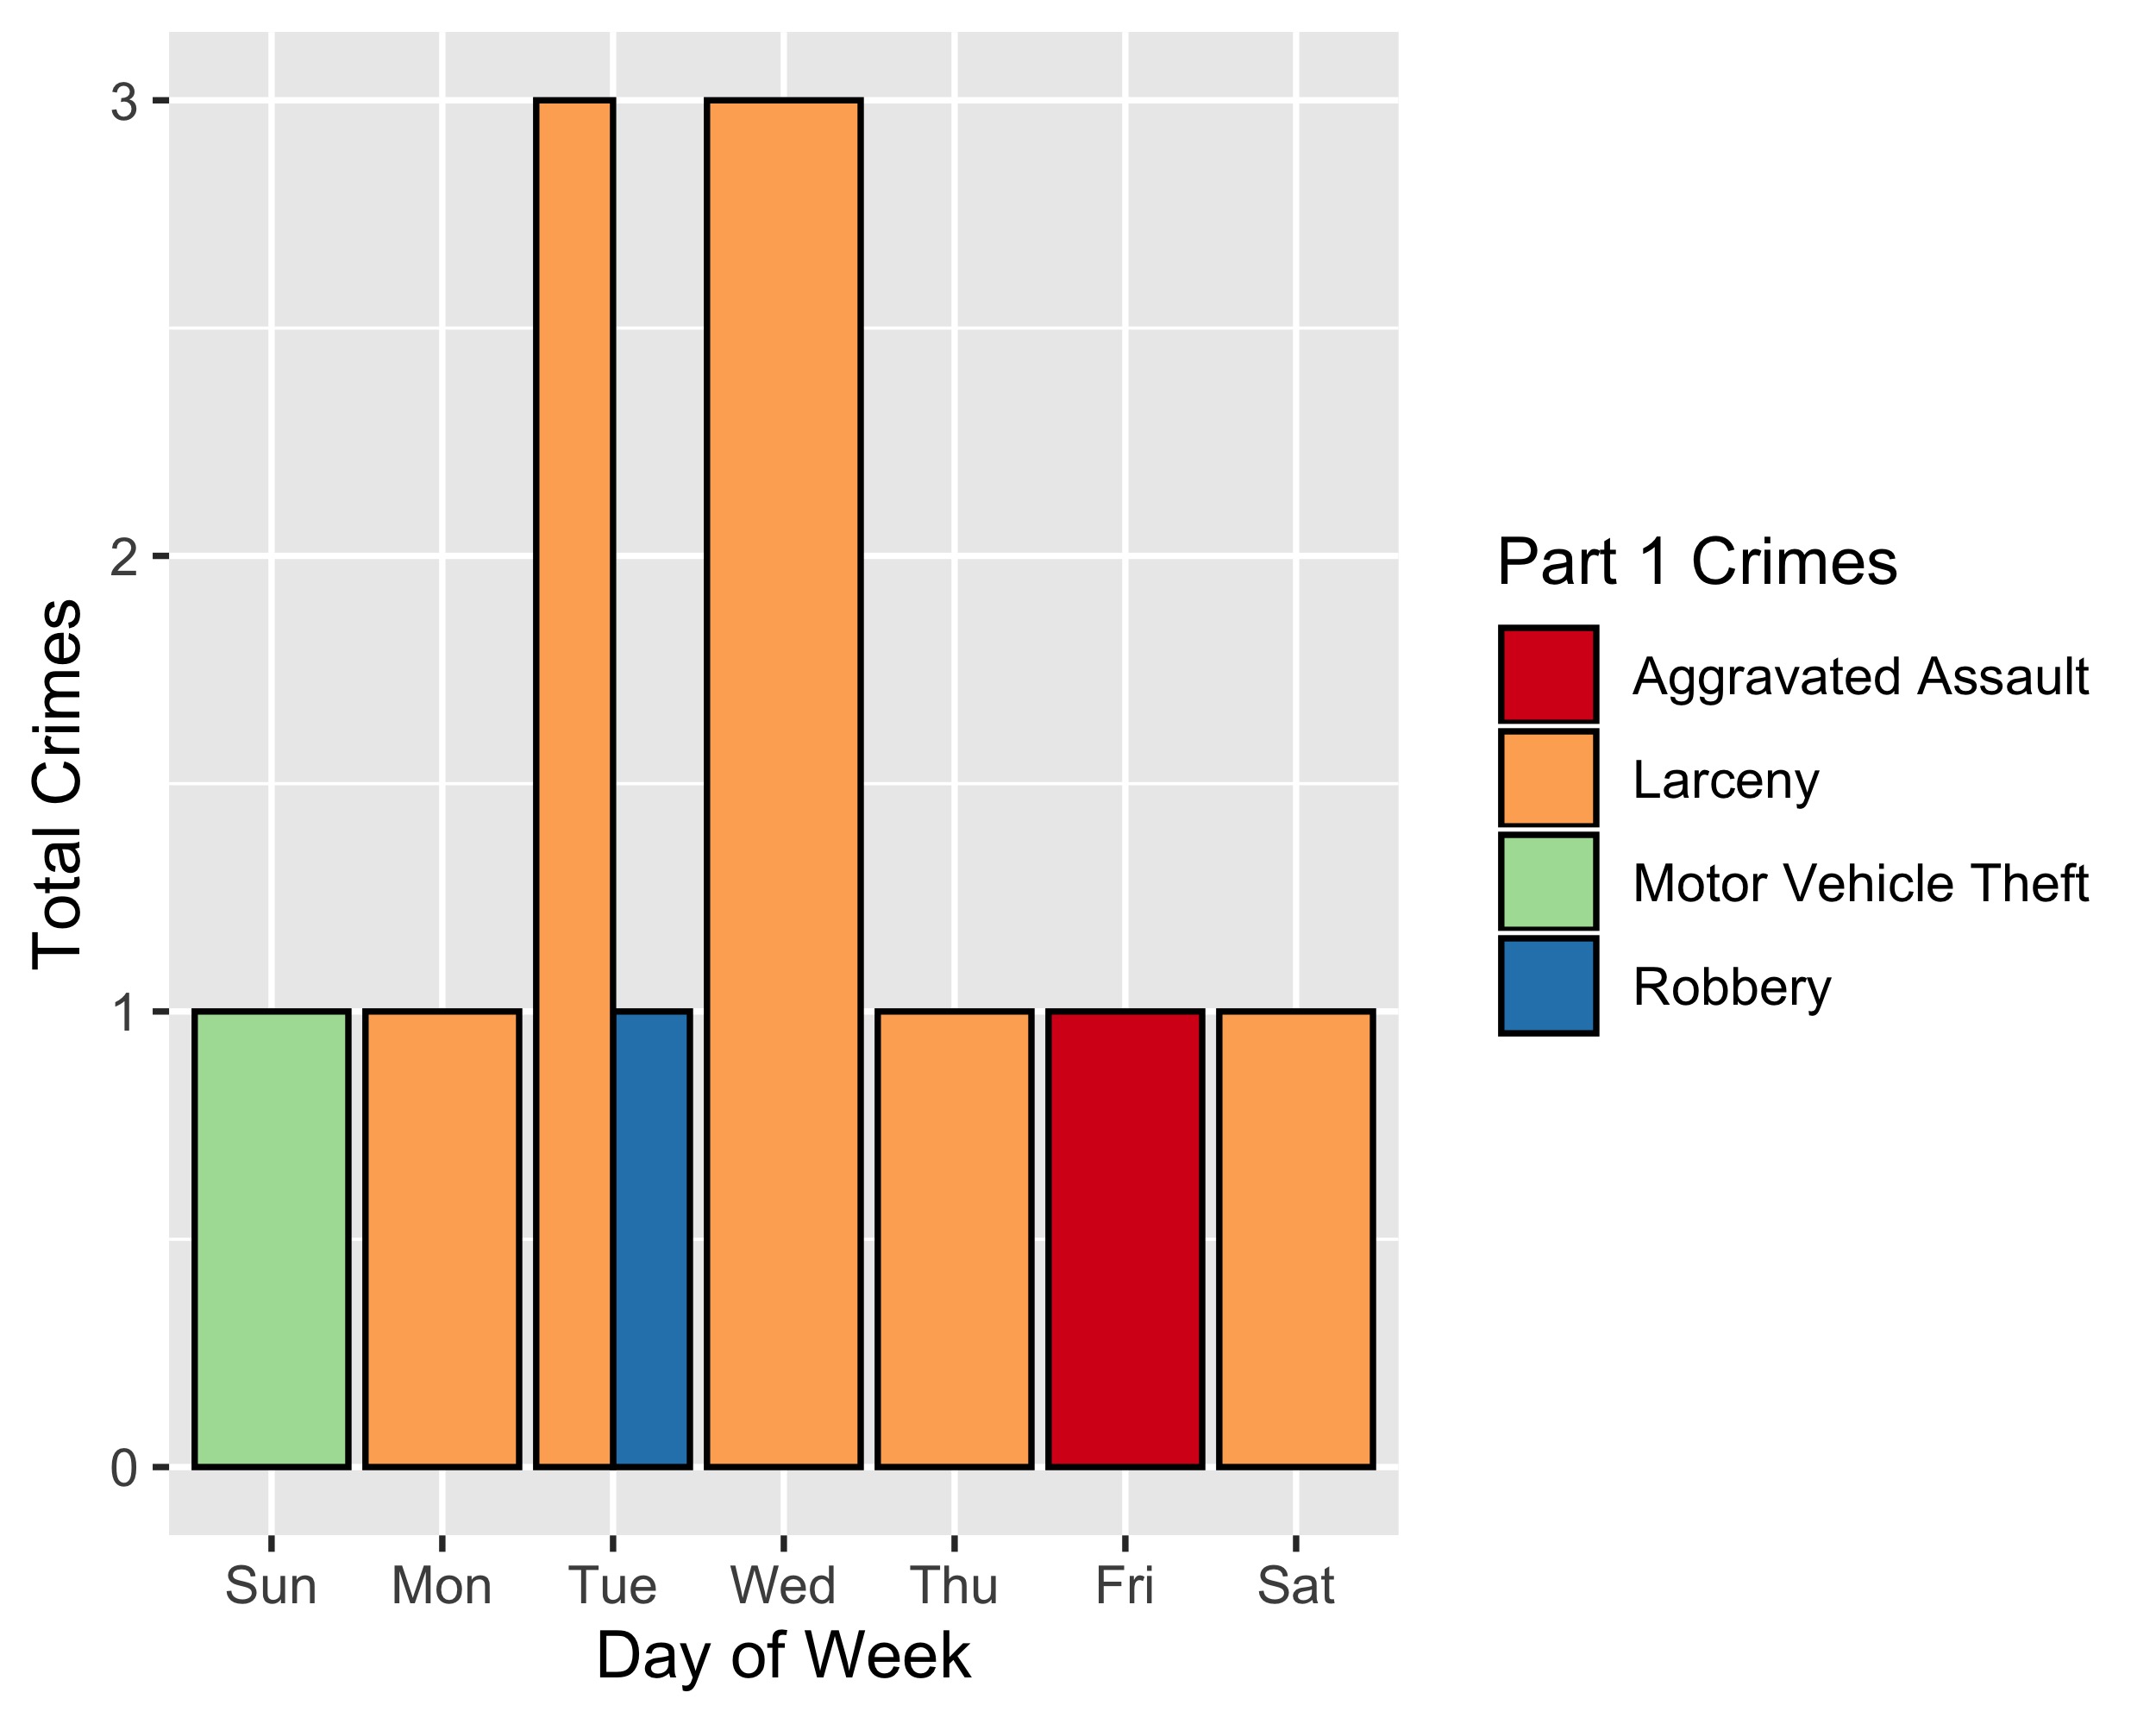 Total Crimes
3
2
1
0
Sun Mon Tue Wed Thu Fri Sat
Day of Week
Part 1 Crimes
Aggravated Assault
Larceny
Motor Vehicle Theft
Robbery